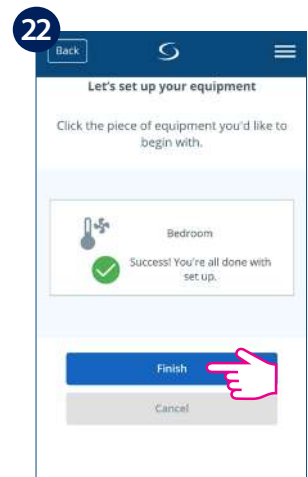 22
Back
Let's set up your equipment
Click the piece of equipment you'd like to
begin with.
Bedroom
Success! You're all done with
set up.
Finish
Cancel